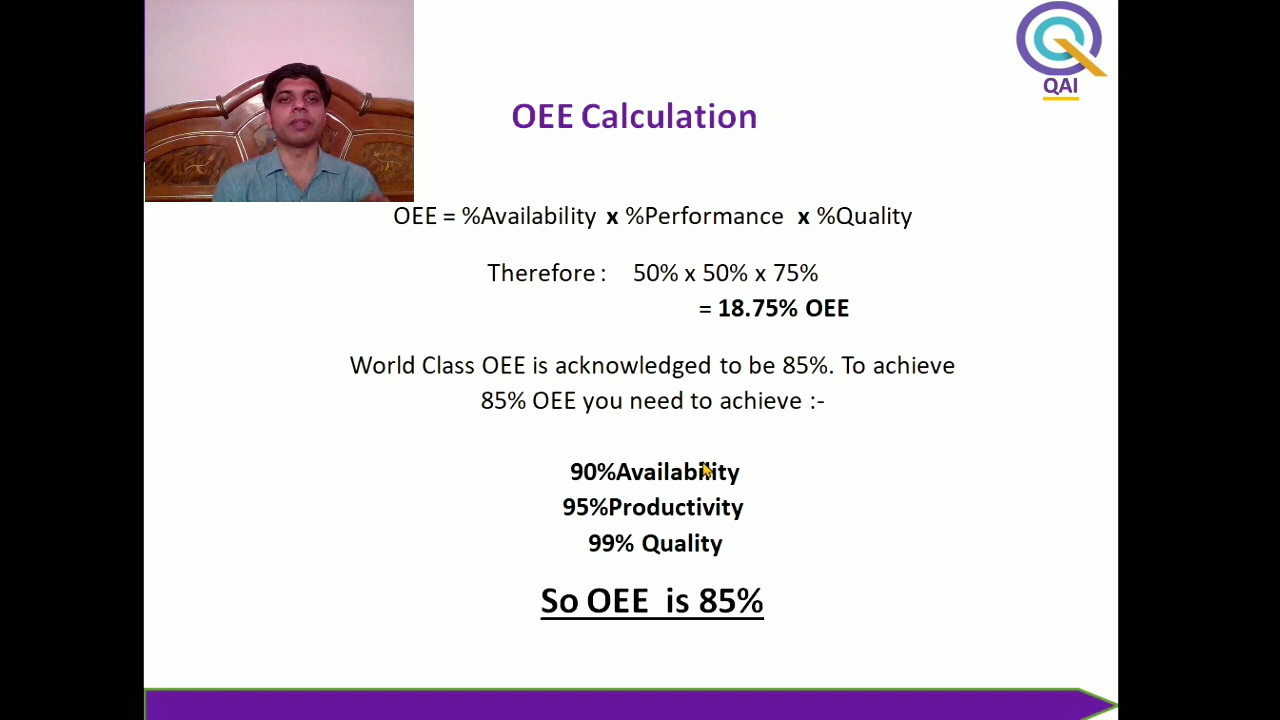 QAI
OEE Calculation
OEE = %Availability x %Performance x %Quality
Therefore : 50% x 50% x 75%
= 18.75% OEE
World Class OEE is acknowledged to be 85%. To achieve
85% OEE you need to achieve :-
90%Availability
95%Productivity
99% Quality
So OEE is 85%